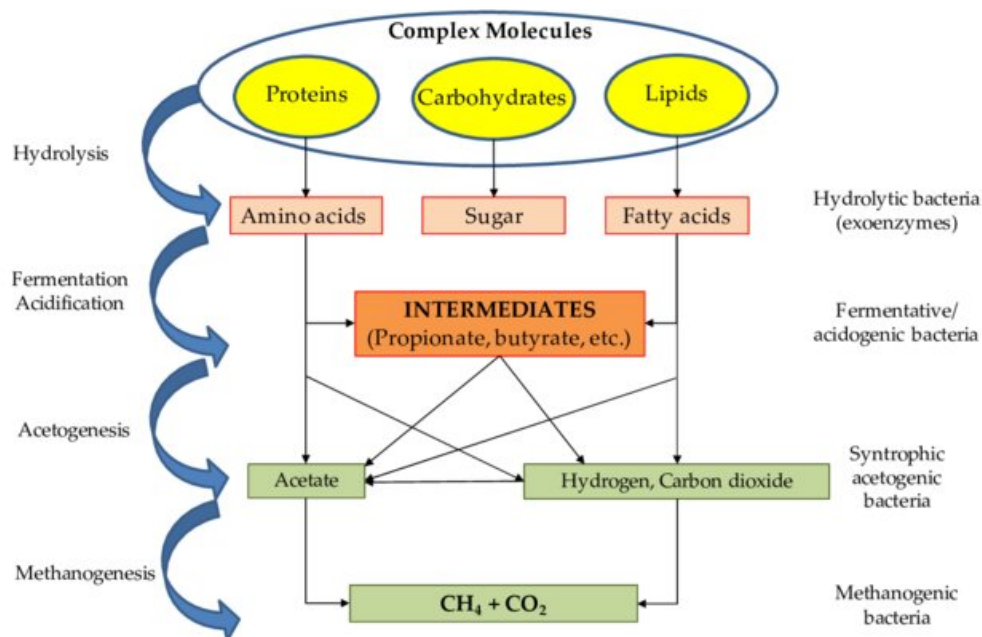 Complex Molecules
Proteins
Carbohydrates
Lipids
Hydrolysis
Amino acids
Sugar
Fatty acids
Hydrolytic bacteria
(exoenzymes)
Fermentation
Acidification
INTERMEDIATES
(Propionate, butyrate, etc.)
Fermentative/
acidogenic bacteria
Acetogenesis
Acetate
Hydrogen, Carbon dioxide
Syntrophic
acetogenic
bacteria
Methanogenesis
CH₄ + CO₂
Methanogenic
bacteria